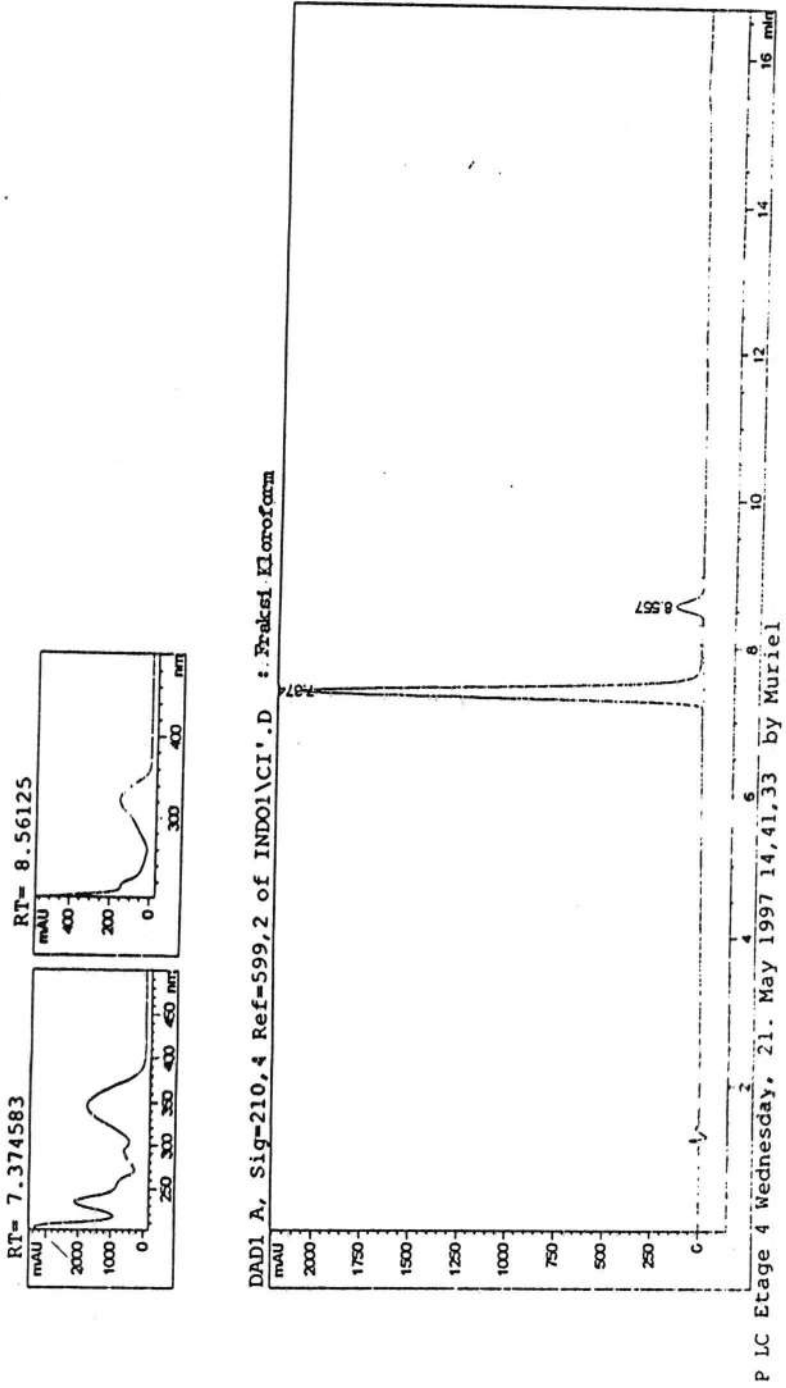 RT= 7.374583
mAU
2000
1000
0
250 300 350 400 450 nm
RT= 8.56125
mAU
400
200
0
300 400 nm
DAD1 A, Sig=210,4 Ref=599,2 of INDO1\CI'.D : Fraksi Kloroform
mAU
2000
1750
1500
1250
1000
750
500
250
0
7.374
8.557
2 4 6 8 10 12 14 16 min
P LC Etage 4 Wednesday, 21. May 1997 14,41,33 by Muriel